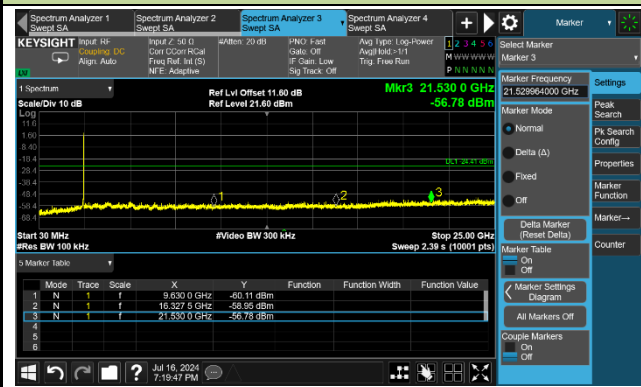 Spectrum Analyzer 1
Swept SA
Spectrum Analyzer 2
Swept SA
Spectrum Analyzer 3
Swept SA
Spectrum Analyzer 4
Swept SA
Marker
KEYSIGHT
Input: RF
Coupling: DC
Align: Auto
Input Z: 50 Ω
Corr CCorr RCal
Freq Ref: Int (S)
NFE: Adaptive
#Atten: 20 dB
PNO: Fast
Gate: Off
IF Gain: Low
Sig Track: Off
Avg Type: Log-Power
Avg|Hold:>1/1
Trig: Free Run
1 2 3 4 5 6
M W W W W W
P N N N N N
LW
1 Spectrum
Scale/Div 10 dB
Ref Lvl Offset 11.60 dB
Ref Level 21.60 dBm
Mkr3 21.530 0 GHz
-56.78 dBm
Log
11.6
1.60
-8.40
-18.4
-28.4
-38.4
-48.4
-58.4
-68.4
DL1 -24.41 dBm
1
2
3
Start 30 MHz
#Res BW 100 kHz
#Video BW 300 kHz
Stop 25.00 GHz
Sweep 2.39 s (10001 pts)
5 Marker Table
Mode Trace Scale X Y Function Function Width Function Value
1 N 1 f 9.630 0 GHz -60.11 dBm
2 N 1 f 16.327 5 GHz -58.95 dBm
3 N 1 f 21.530 0 GHz -56.78 dBm
4
5
6
Jul 16, 2024
7:19:47 PM
Select Marker
Marker 3
Marker Frequency
21.529964000 GHz
Marker Mode
Normal
Delta (Δ)
Fixed
Off
Delta Marker
(Reset Delta)
Marker Table
On
Off
Marker Settings
Diagram
All Markers Off
Couple Markers
On
Off
Settings
Peak
Search
Pk Search
Config
Properties
Marker
Function
Marker→
Counter